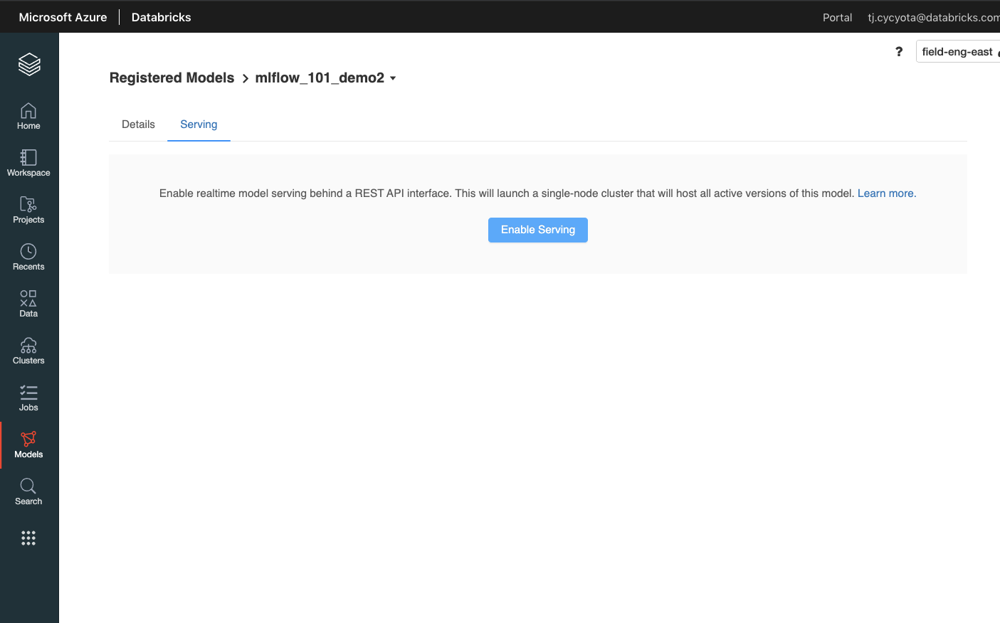 Microsoft Azure Databricks Portal tj.cycyota@databricks.com
? field-eng-east
Registered Models > mlflow_101_demo2
Details Serving
Enable realtime model serving behind a REST API interface. This will launch a single-node cluster that will host all active versions of this model. Learn more.
Enable Serving
Home
Workspace
Projects
Recents
Data
Clusters
Jobs
Models
Search